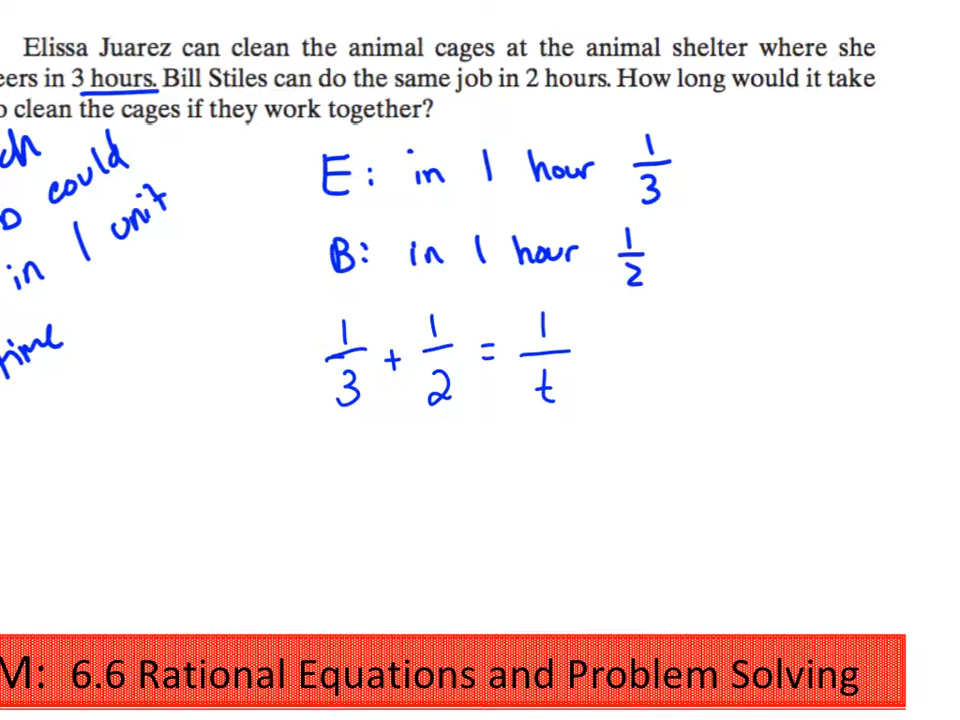 Elissa Juarez can clean the animal cages at the animal shelter where she
eers in 3 hours. Bill Stiles can do the same job in 2 hours. How long would it take
o clean the cages if they work together?
ch
could
in 1 unit
time
E: in 1 hour 1/3
B: in 1 hour 1/2
1/3 + 1/2 = 1/t
M: 6.6 Rational Equations and Problem Solving